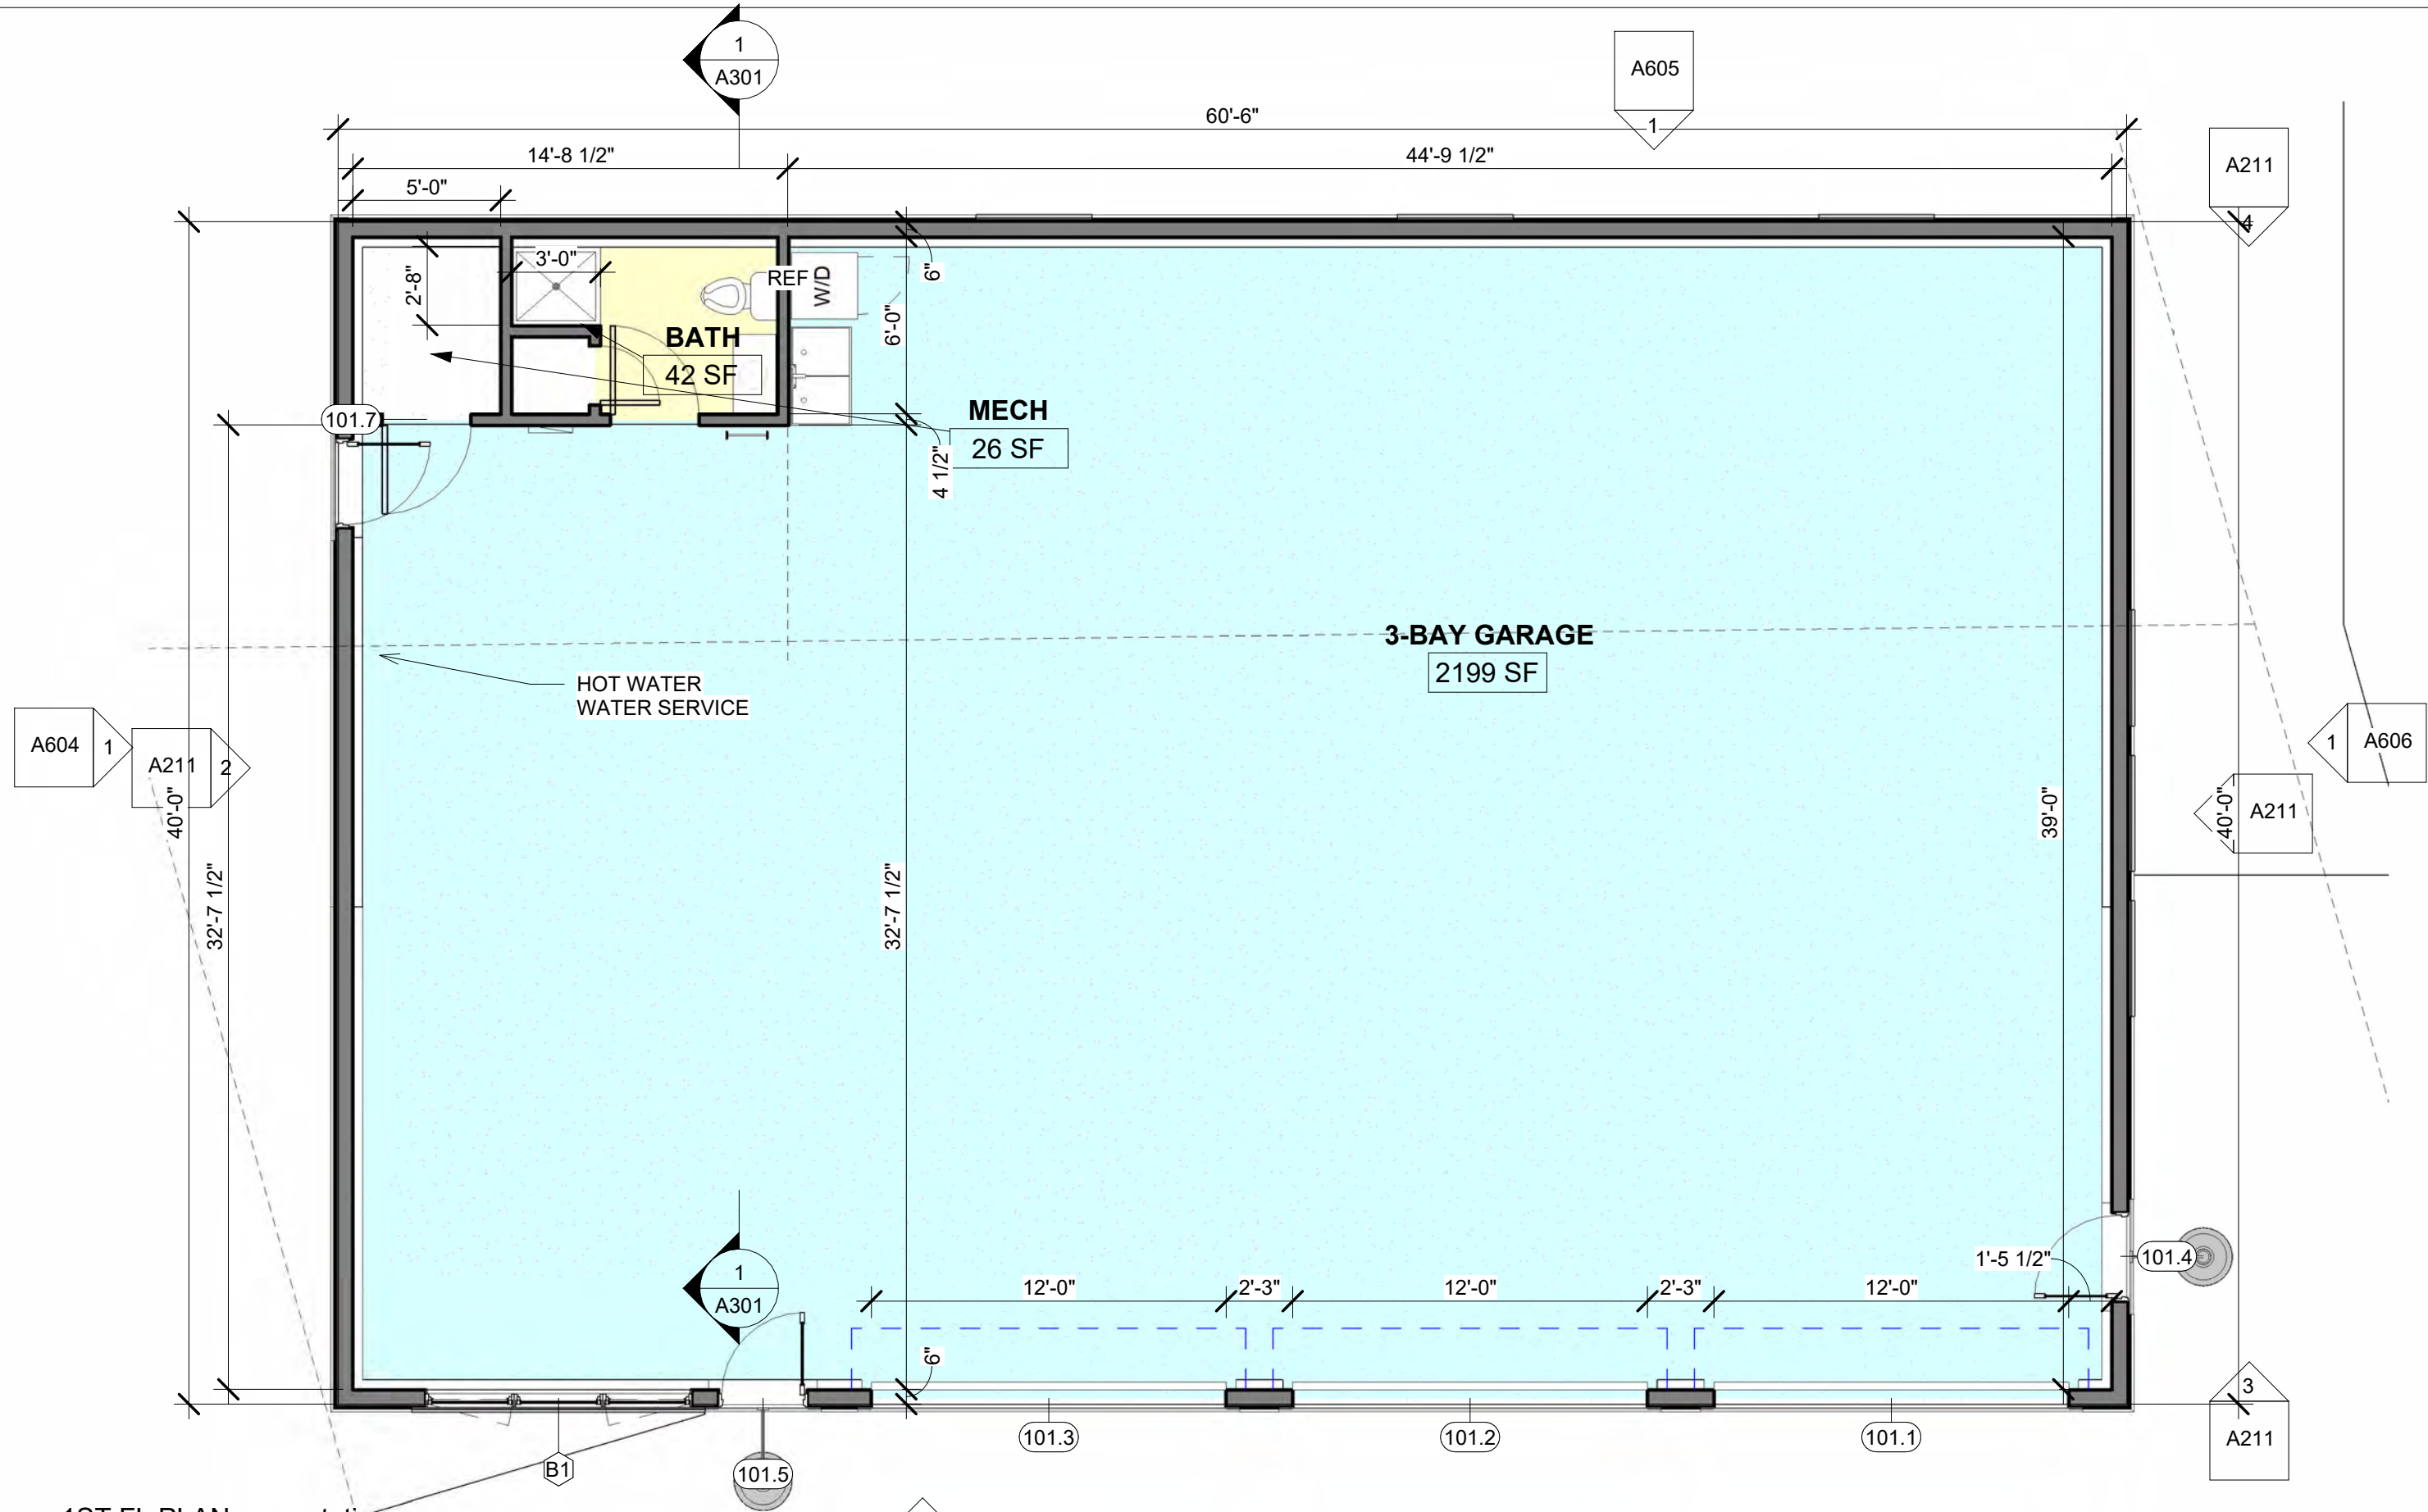 1
A301
A605
1
60'-6"
14'-8 1/2"
44'-9 1/2"
A211
4
5'-0"
2'-8"
3'-0"
REF
W/D
6"
6'-0"
BATH
42 SF
MECH
26 SF
101.7
4 1/2"
3-BAY GARAGE
2199 SF
HOT WATER
WATER SERVICE
A604
1
A211
2
40'-0"
32'-7 1/2"
32'-7 1/2"
39'-0"
40'-0"
A211
1
A606
1'-5 1/2"
101.4
1
A301
12'-0"
2'-3"
12'-0"
2'-3"
12'-0"
6"
3
A211
101.3
101.2
101.1
B1
101.5
1ST FL PLAN